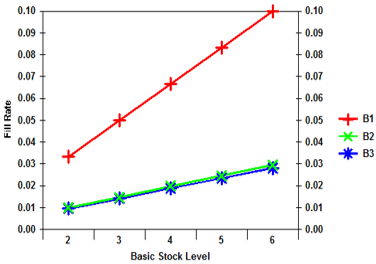 0.10 0.10
0.09 0.09
0.08 0.08
0.07 0.07
0.06 0.06
0.05 0.05
0.04 0.04
0.03 0.03
0.02 0.02
0.01 0.01
0.00 0.00
Fill Rate
2 3 4 5 6
Basic Stock Level
B1
B2
B3